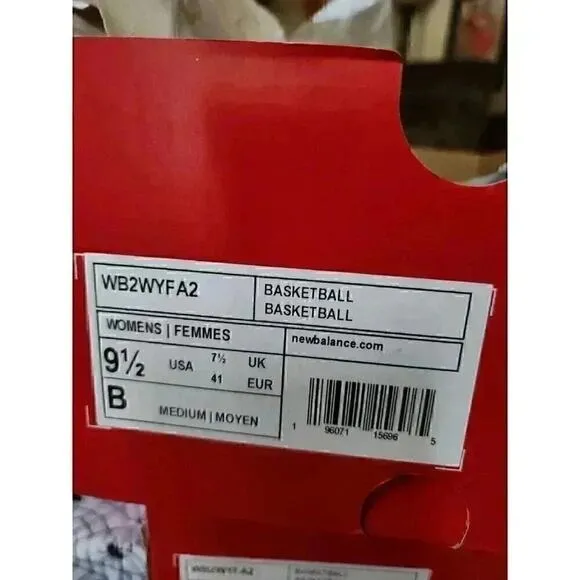 WB2WYFA2
BASKETBALL
BASKETBALL
WOMENS | FEMMES
newbalance.com
9½ USA 7½ UK
41 EUR
B MEDIUM | MOYEN
1 96071 15696 5